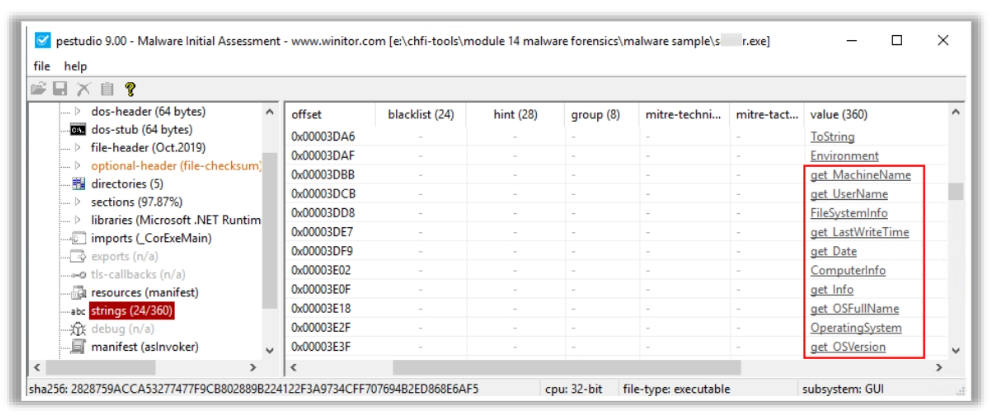 pestudio 9.00 - Malware Initial Assessment - www.winitor.com [e:\chfi-tools\module 14 malware forensics\malware sample\s r.exe]
file help
dos-header (64 bytes)
dos-stub (64 bytes)
file-header (Oct.2019)
optional-header (file-checksum)
directories (5)
sections (97.87%)
libraries (Microsoft .NET Runtim
imports (_CorExeMain)
exports (n/a)
tls-callbacks (n/a)
resources (manifest)
abc strings (24/360)
debug (n/a)
manifest (asInvoker)
offset blacklist (24) hint (28) group (8) mitre-techni... mitre-tact... value (360)
0x00003DA6 - - - - - ToString
0x00003DAF - - - - - Environment
0x00003DBB - - - - - get_MachineName
0x00003DCB - - - - - get_UserName
0x00003DD8 - - - - - FileSystemInfo
0x00003DE7 - - - - - get_LastWriteTime
0x00003DF9 - - - - - get_Date
0x00003E02 - - - - - ComputerInfo
0x00003E0F - - - - - get_Info
0x00003E18 - - - - - get_OSFullName
0x00003E2F - - - - - OperatingSystem
0x00003E3F - - - - - get_OSVersion
sha256: 2828759ACCA53277477F9CB802889B224122F3A9734CFF707694B2ED868E6AF5 cpu: 32-bit file-type: executable subsystem: GUI